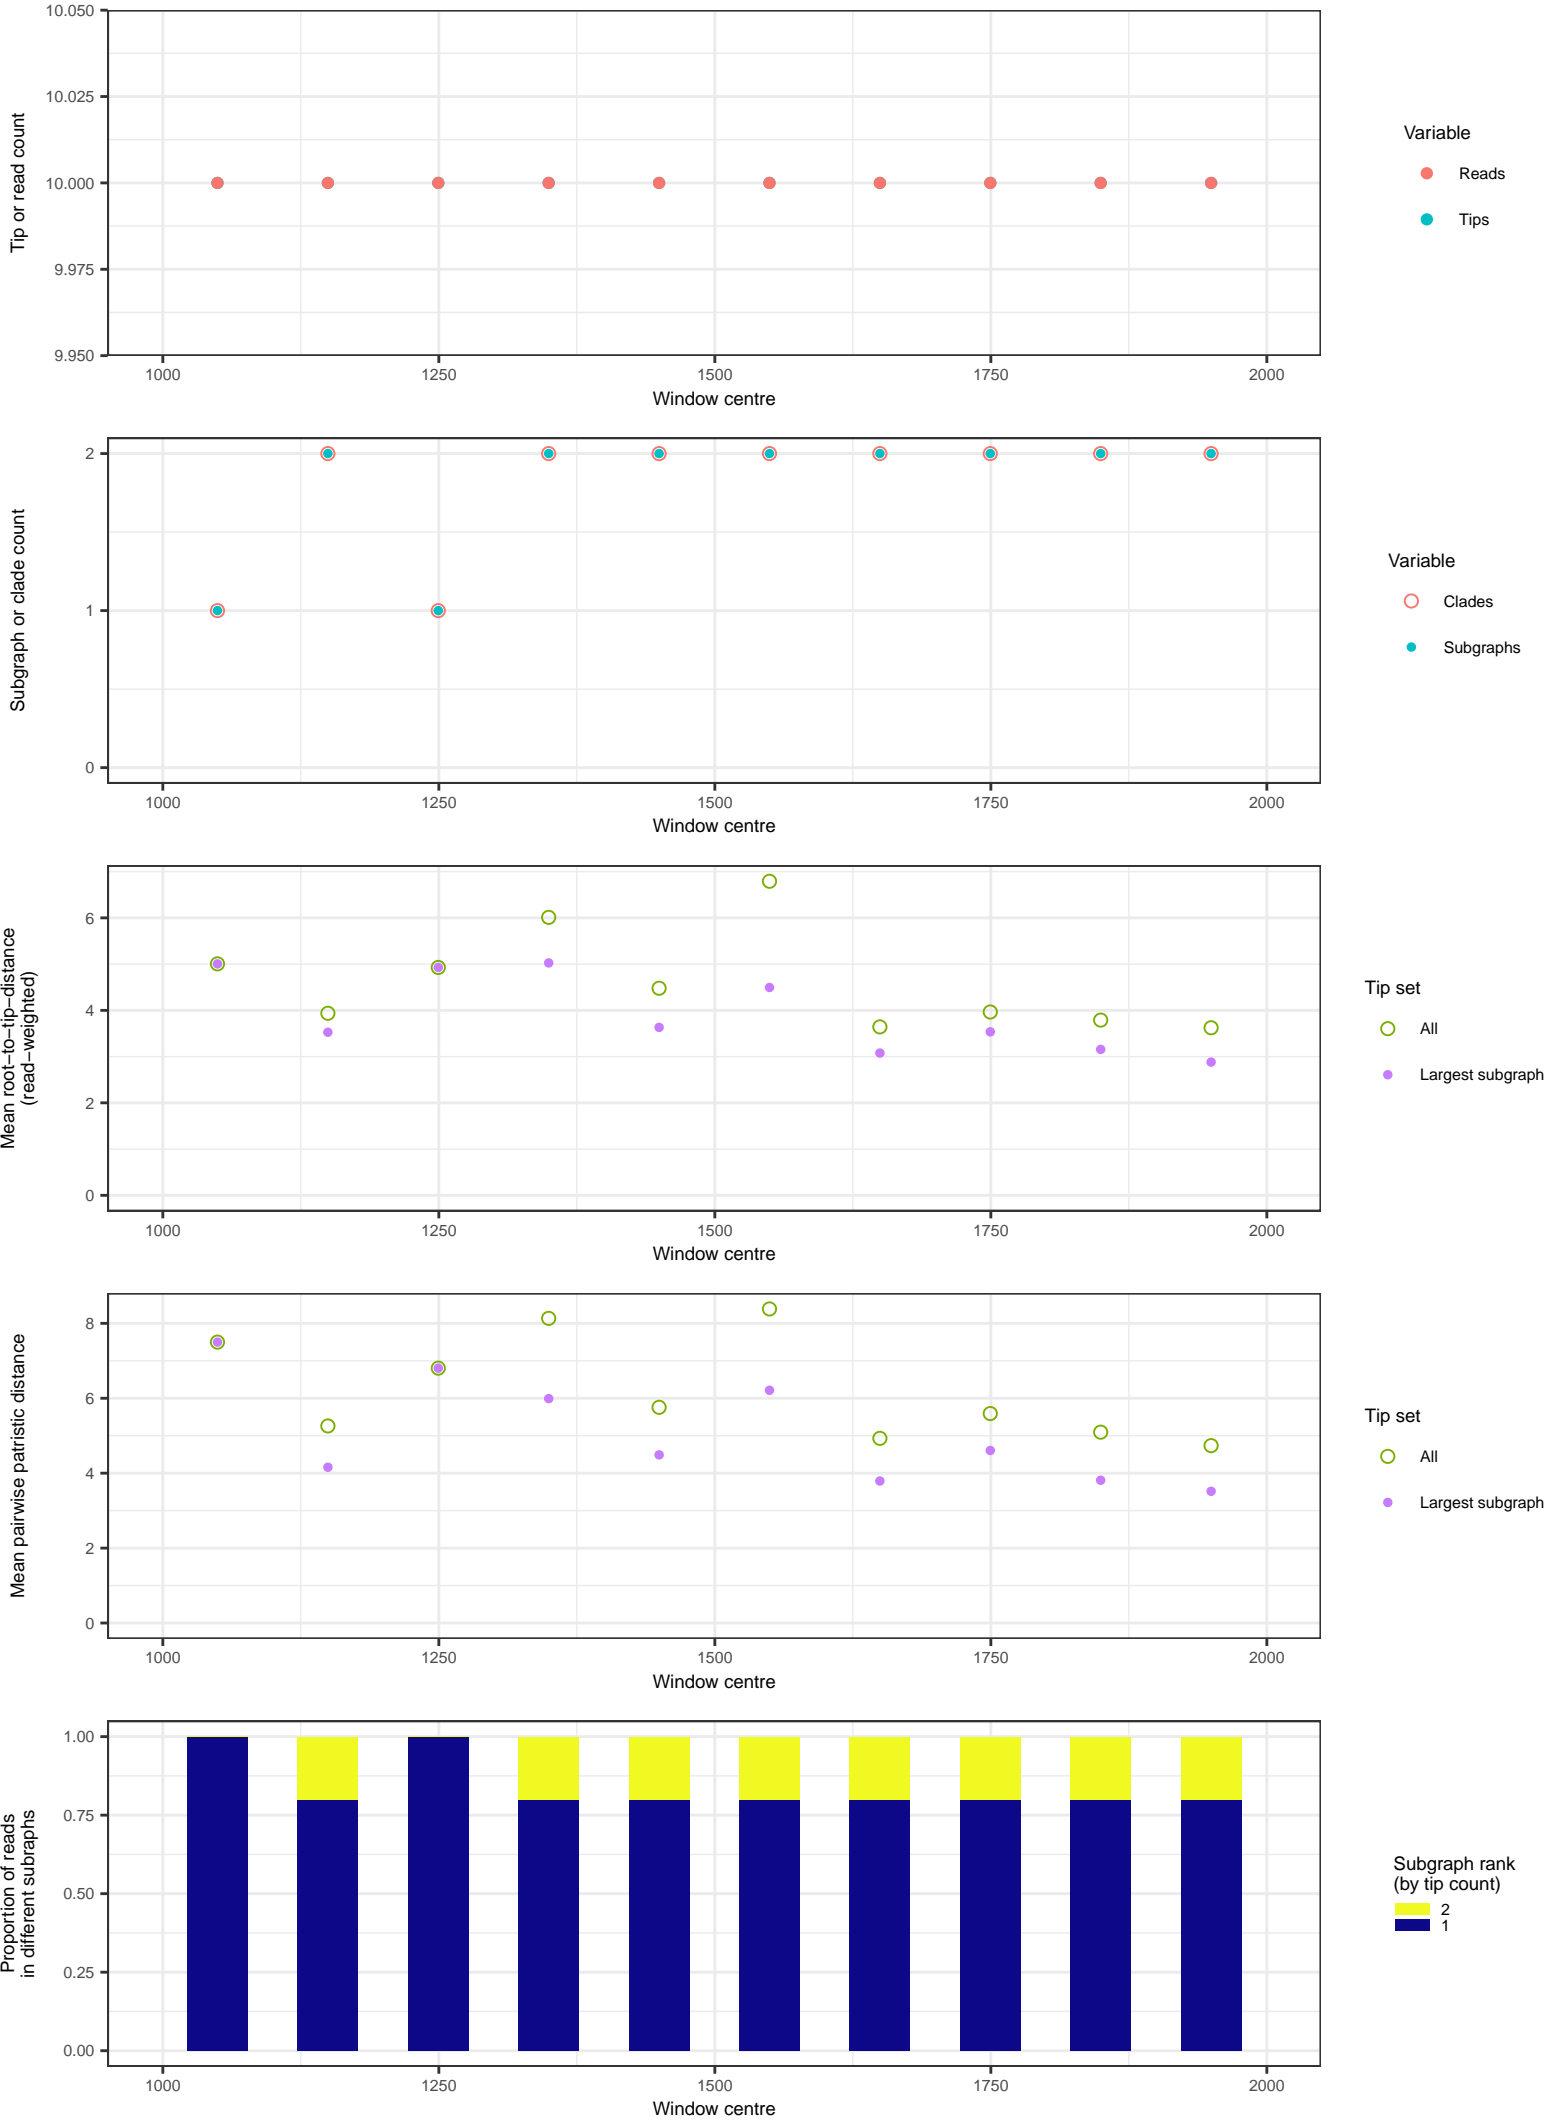 10.050
10.025
10.000
9.975
9.950
Tip or read count
1000 1250 1500 1750 2000
Window centre
Variable
Reads
Tips
2
1
0
Subgraph or clade count
1000 1250 1500 1750 2000
Window centre
Variable
Clades
Subgraphs
6
4
2
0
Mean root−to−tip−distance
(read−weighted)
1000 1250 1500 1750 2000
Window centre
Tip set
All
Largest subgraph
8
6
4
2
0
Mean pairwise patristic distance
1000 1250 1500 1750 2000
Window centre
Tip set
All
Largest subgraph
1.00
0.75
0.50
0.25
0.00
Proportion of reads
in different subraphs
1000 1250 1500 1750 2000
Window centre
Subgraph rank
(by tip count)
2
1